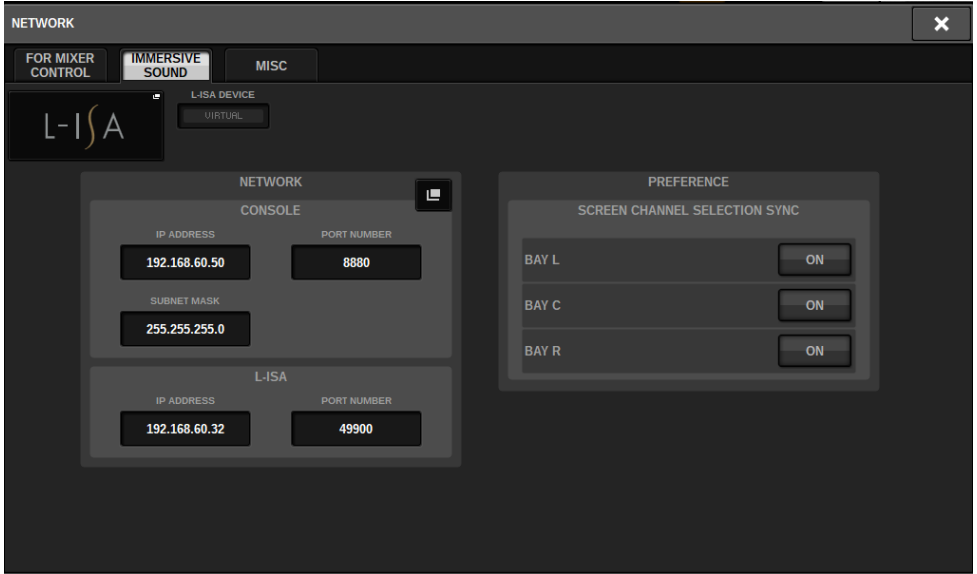 NETWORK
FOR MIXER
CONTROL
IMMERSIVE
SOUND
MISC
L-ISA
L-ISA DEVICE
VIRTUAL
NETWORK
CONSOLE
IP ADDRESS
PORT NUMBER
192.168.60.50
8880
SUBNET MASK
255.255.255.0
L-ISA
IP ADDRESS
PORT NUMBER
192.168.60.32
49900
PREFERENCE
SCREEN CHANNEL SELECTION SYNC
BAY L
ON
BAY C
ON
BAY R
ON